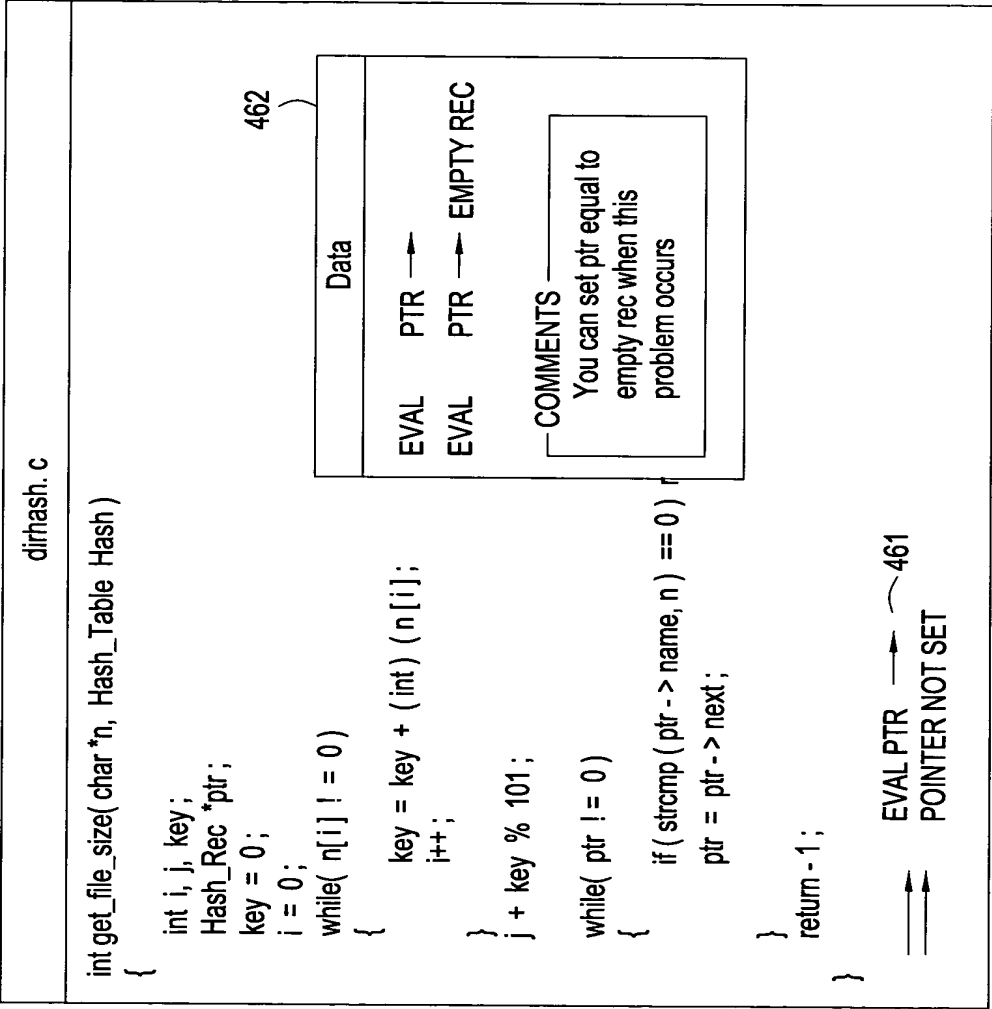 dirhash. c
int get_file_size( char *n, Hash_Table Hash )
{
int i, j, key ;
Hash_Rec *ptr ;
key = 0 ;
i = 0 ;
while( n[ i ] ! = 0 )
{
key = key + ( int ) ( n [ i ] ;
i++ ;
}
j + key % 101 ;
while( ptr ! = 0 )
{
if ( strcmp ( ptr - > name, n ) == 0 )
ptr = ptr - > next ;
}
return - 1 ;
}
EVAL PTR → 461
POINTER NOT SET
462
Data
EVAL PTR →
EVAL PTR → EMPTY REC
COMMENTS
You can set ptr equal to
empty rec when this
problem occurs